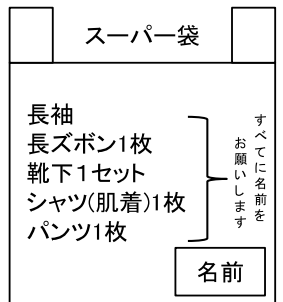 スーパー袋
長袖
長ズボン1枚
靴下１セット
シャツ(肌着)1枚
パンツ1枚
すべてに名前を
お願いします
名前